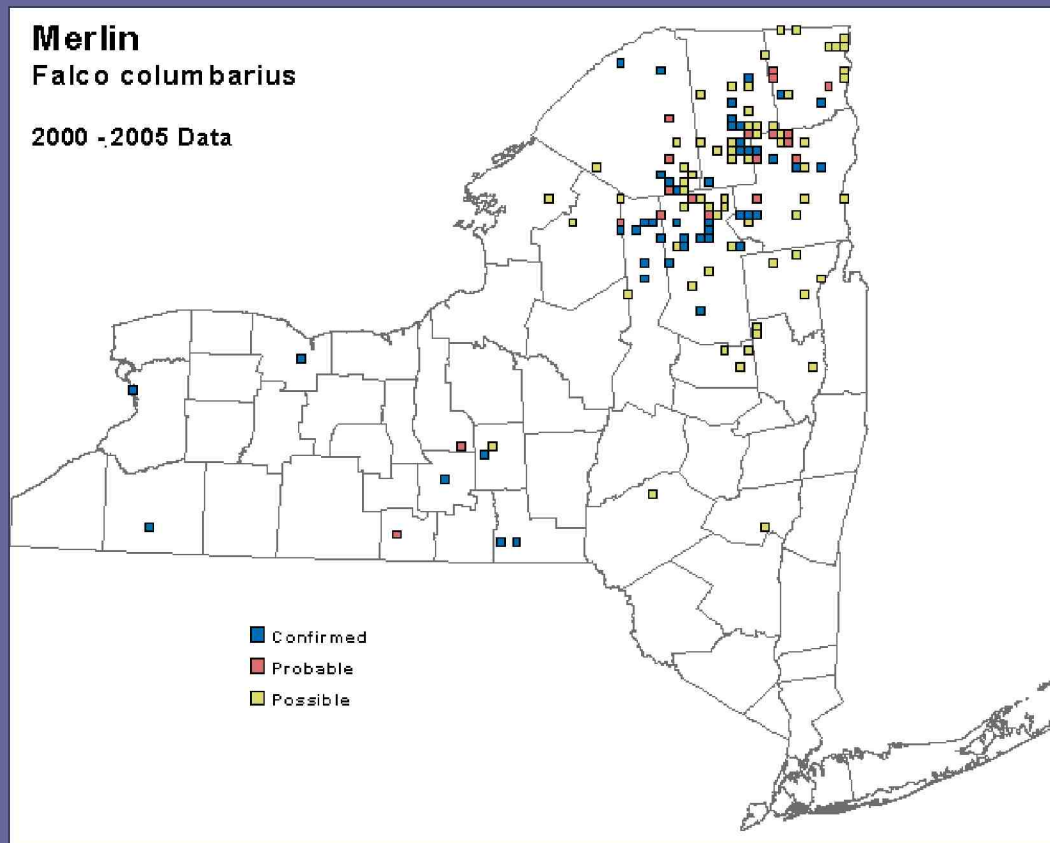 Merlin
Falco columbarius
2000 - 2005 Data
Confirmed
Probable
Possible